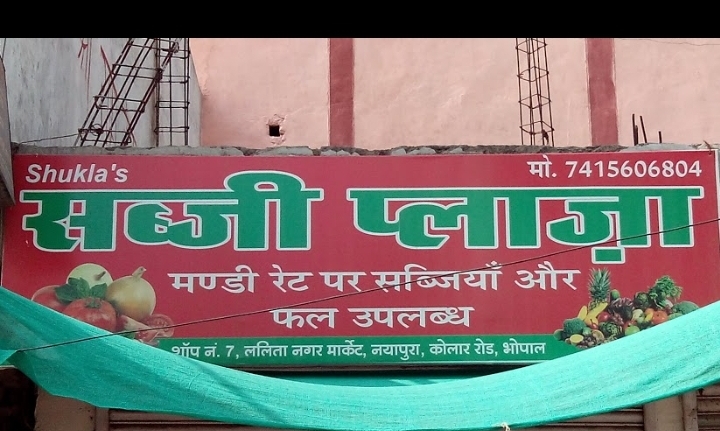 Shukla's
मो. 7415606804
सब्जी प्लाज़ा
मण्डी रेट पर सब्जियाँ और
फल उपलब्ध
शॉप नं. 7, ललिता नगर मार्केट, नयापुरा, कोलार रोड, भोपाल